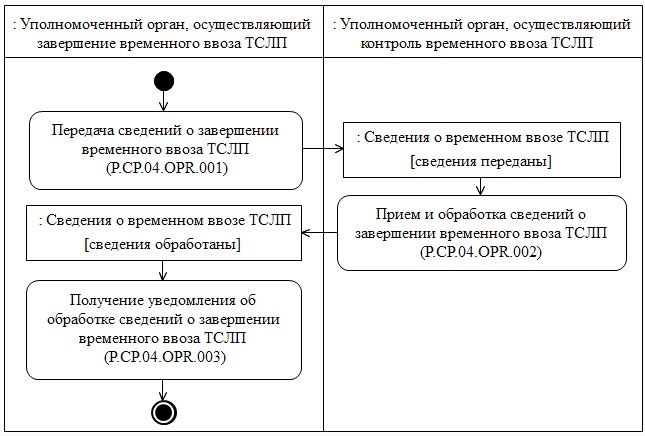 : Уполномоченный орган, осуществляющий
завершение временного ввоза ТСЛП
: Уполномоченный орган, осуществляющий
контроль временного ввоза ТСЛП
Передача сведений о завершении
временного ввоза ТСЛП
(P.CP.04.OPR.001)
: Сведения о временном ввозе ТСЛП
[сведения переданы]
Прием и обработка сведений о
завершении временного ввоза ТСЛП
(P.CP.04.OPR.002)
: Сведения о временном ввозе ТСЛП
[сведения обработаны]
Получение уведомления об
обработке сведений о завершении
временного ввоза ТСЛП
(P.CP.04.OPR.003)